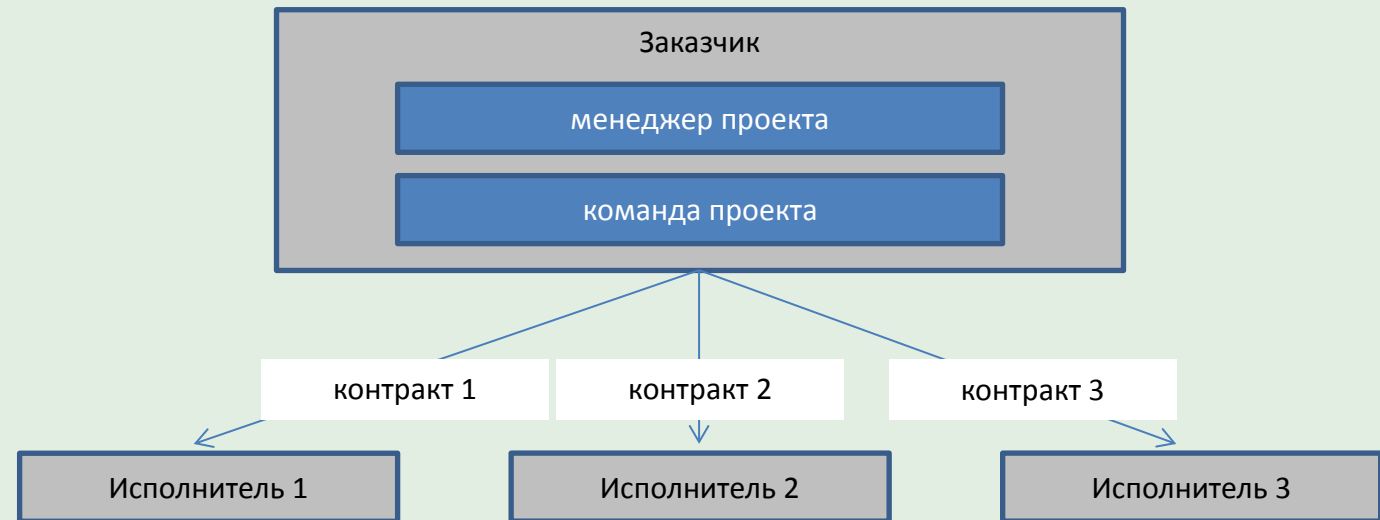 Заказчик
менеджер проекта
команда проекта
контракт 1
контракт 2
контракт 3
Исполнитель 1
Исполнитель 2
Исполнитель 3